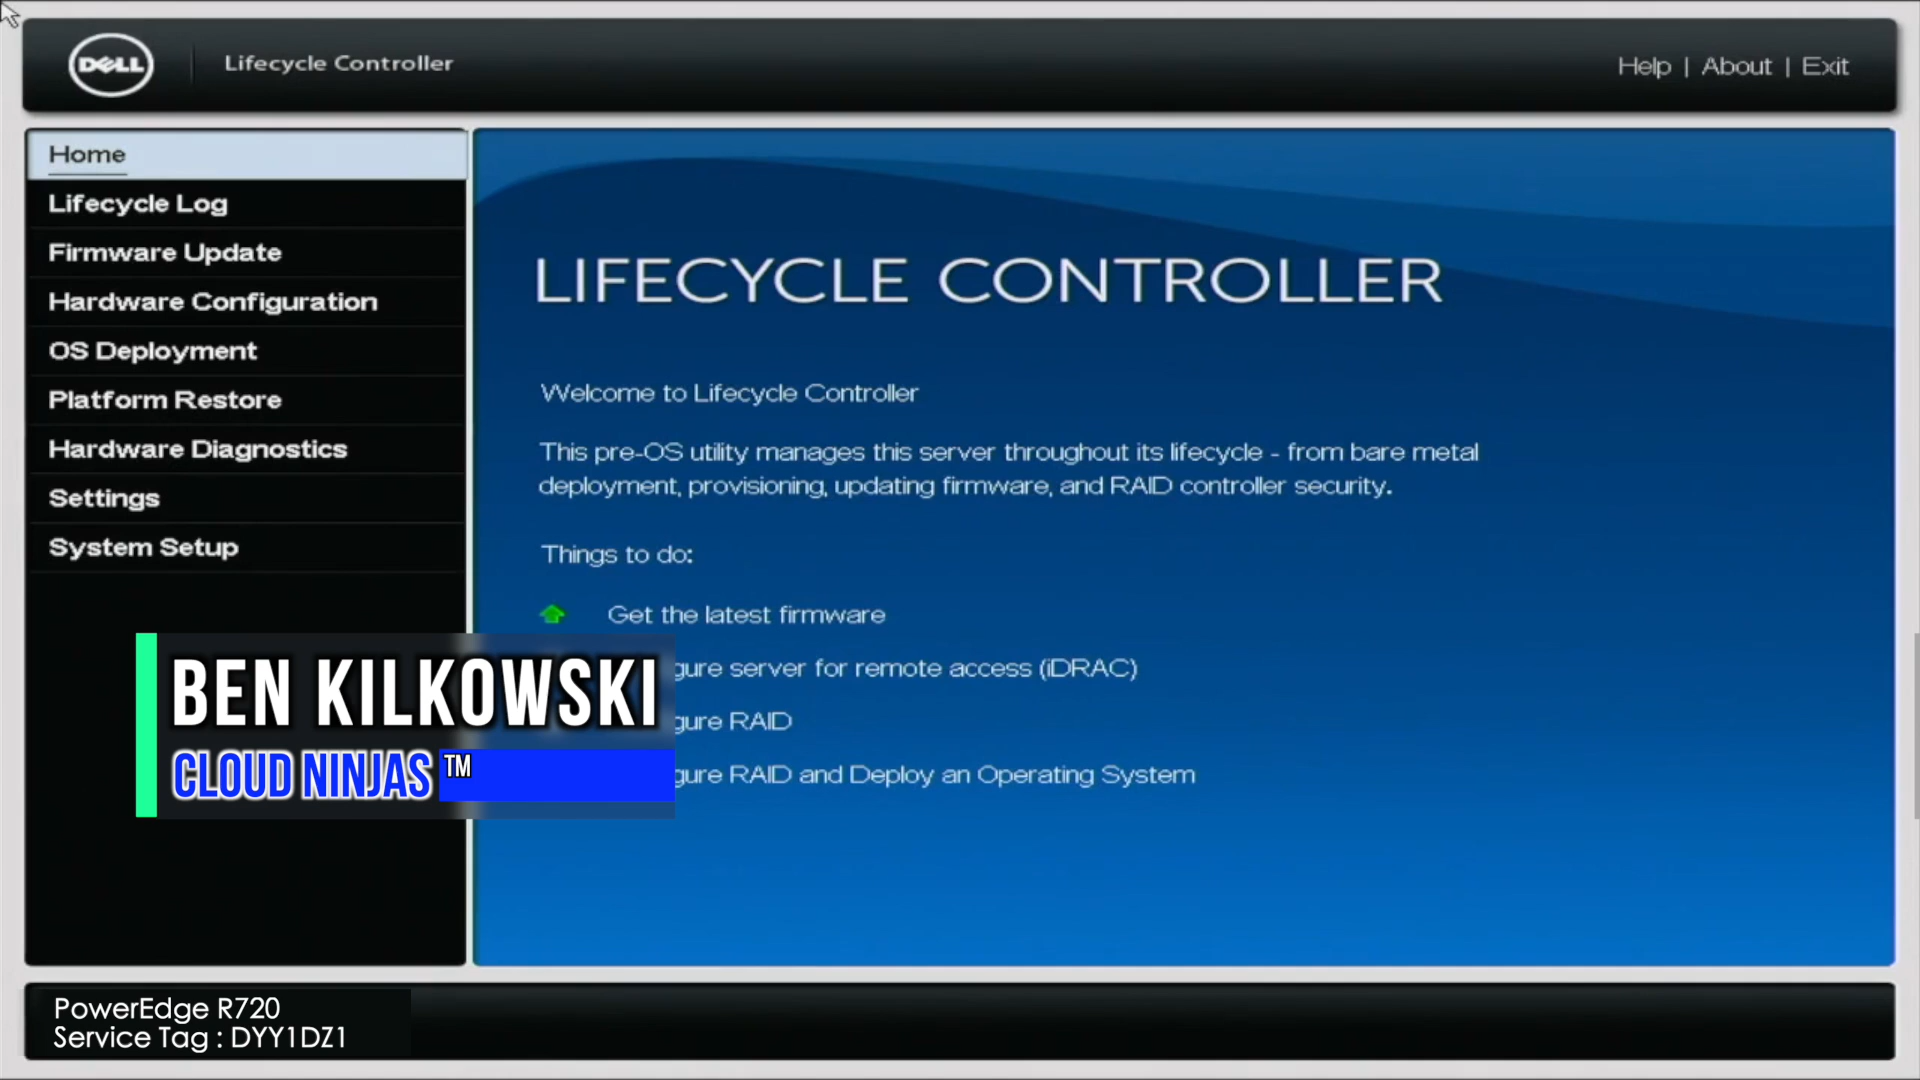 DELL
Lifecycle Controller
Help | About | Exit
Home
Lifecycle Log
Firmware Update
Hardware Configuration
OS Deployment
Platform Restore
Hardware Diagnostics
Settings
System Setup
LIFECYCLE CONTROLLER
Welcome to Lifecycle Controller
This pre-OS utility manages this server throughout its lifecycle - from bare metal
deployment, provisioning, updating firmware, and RAID controller security.
Things to do:
Get the latest firmware
gure server for remote access (iDRAC)
gure RAID
gure RAID and Deploy an Operating System
BEN KILKOWSKI
CLOUD NINJAS ™
PowerEdge R720
Service Tag : DYY1DZ1